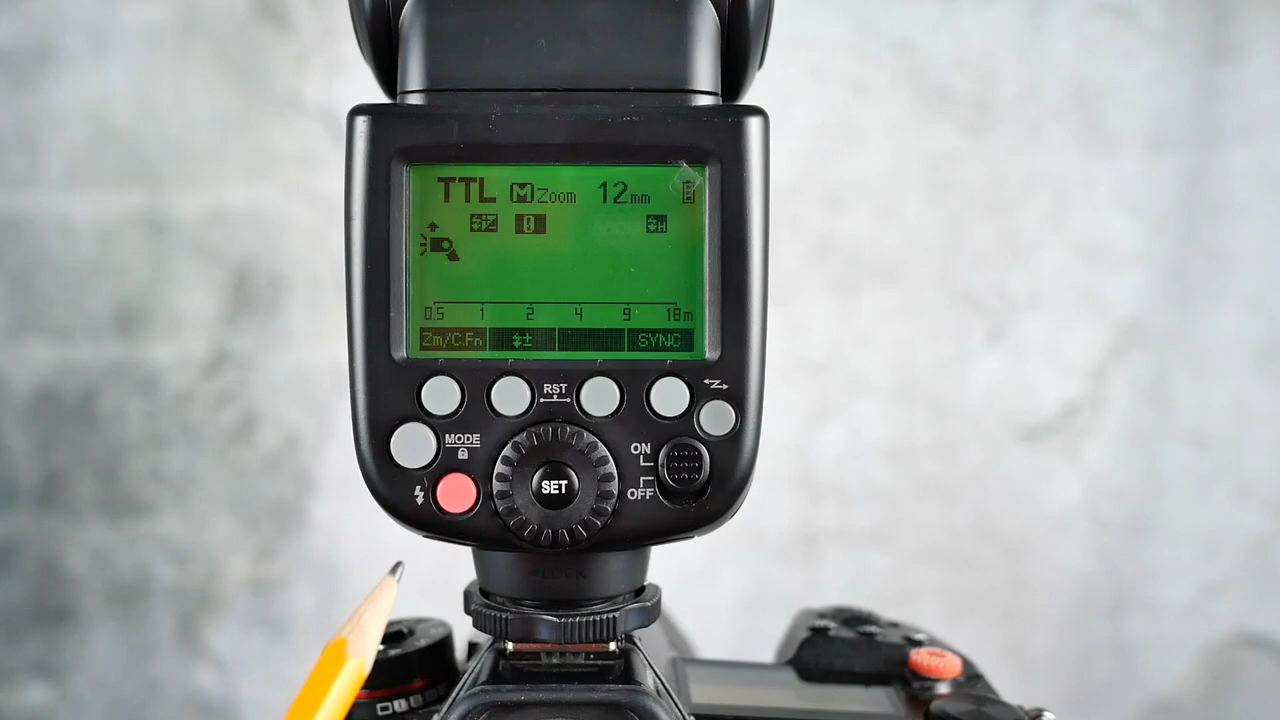 TTL M Zoom 12mm
Z 0 H
0.5 1 2 4 9 18m
Zm/C.Fn ± SYNC
RST
MODE
ON
SET
OFF
LOCK